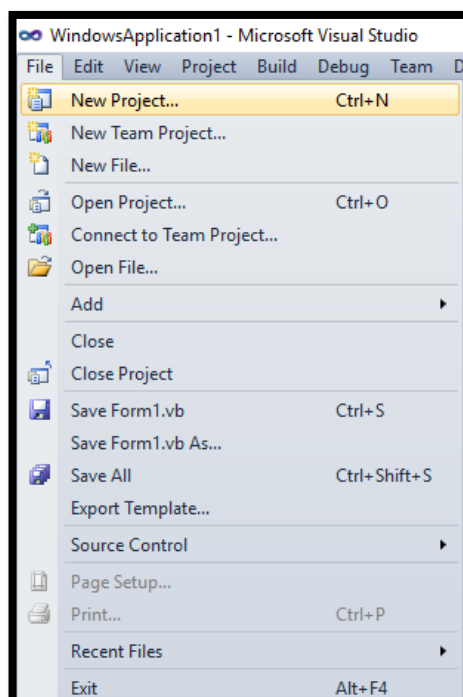 WindowsApplication1 - Microsoft Visual Studio
File Edit View Project Build Debug Team D
New Project... Ctrl+N
New Team Project...
New File...
Open Project... Ctrl+O
Connect to Team Project...
Open File...
Add
Close
Close Project
Save Form1.vb Ctrl+S
Save Form1.vb As...
Save All Ctrl+Shift+S
Export Template...
Source Control
Page Setup...
Print... Ctrl+P
Recent Files
Exit Alt+F4